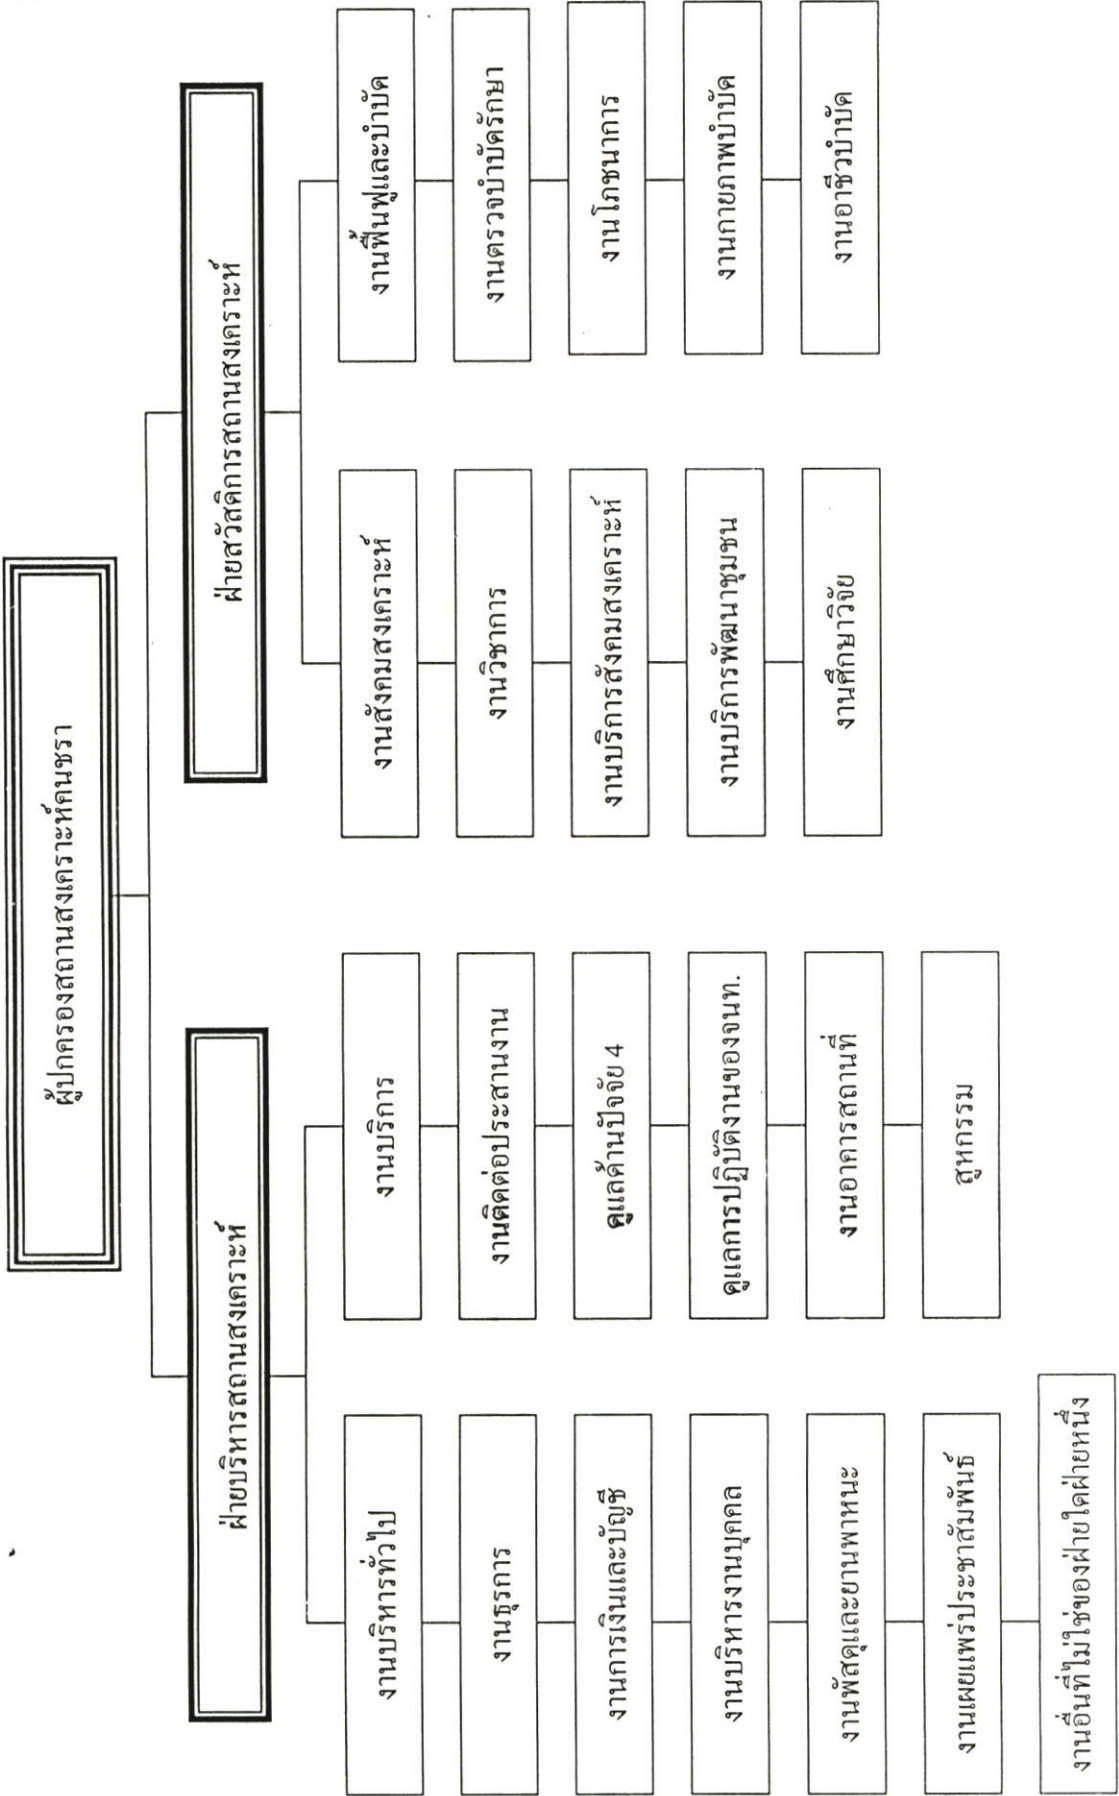 ผู้ปกครองสถานสงเคราะห์คนชรา
ฝ่ายบริหารสถานสงเคราะห์
งานบริหารทั่วไป
งานธุรการ
งานการเงินและบัญชี
งานบริหารงานบุคคล
งานพัสดุและยานพาหนะ
งานเผยแพร่ประชาสัมพันธ์
งานอื่นที่ไม่ใช่ของฝ่ายใดฝ่ายหนึ่ง
งานบริการ
งานติดต่อประสานงาน
ดูแลด้านปัจจัย 4
ดูแลการปฏิบัติงานของจนท.
งานอาคารสถานที่
สูทกรรม
ฝ่ายสวัสดิการสถานสงเคราะห์
งานสังคมสงเคราะห์
งานวิชาการ
งานบริการสังคมสงเคราะห์
งานบริการพัฒนาชุมชน
งานศึกษาวิจัย
งานฟื้นฟูและบำบัด
งานตรวจบำบัดรักษา
งานโภชนาการ
งานกายภาพบำบัด
งานอาชีวบำบัด